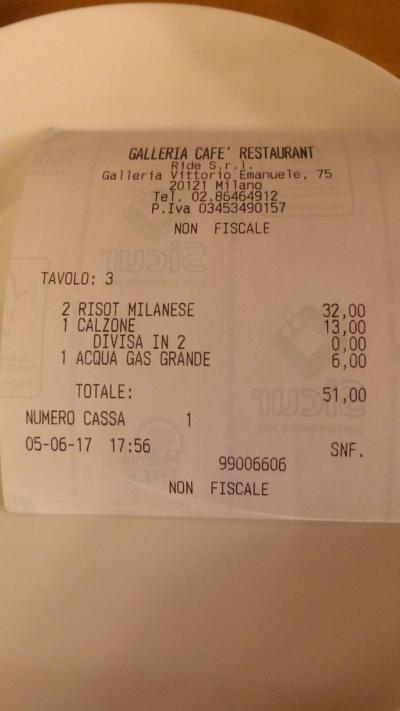 GALLERIA CAFE' RESTAURANT
Ride S.r.l.
Galleria Vittorio Emanuele, 75
20121 Milano
Tel. 02.86464912
P.Iva 03453490157
NON FISCALE
TAVOLO: 3
2 RISOT MILANESE 32,00
1 CALZONE 13,00
DIVISA IN 2 0,00
1 ACQUA GAS GRANDE 6,00
TOTALE: 51,00
NUMERO CASSA 1
05-06-17 17:56 SNF.
99006606
NON FISCALE
Sicur
Sicur